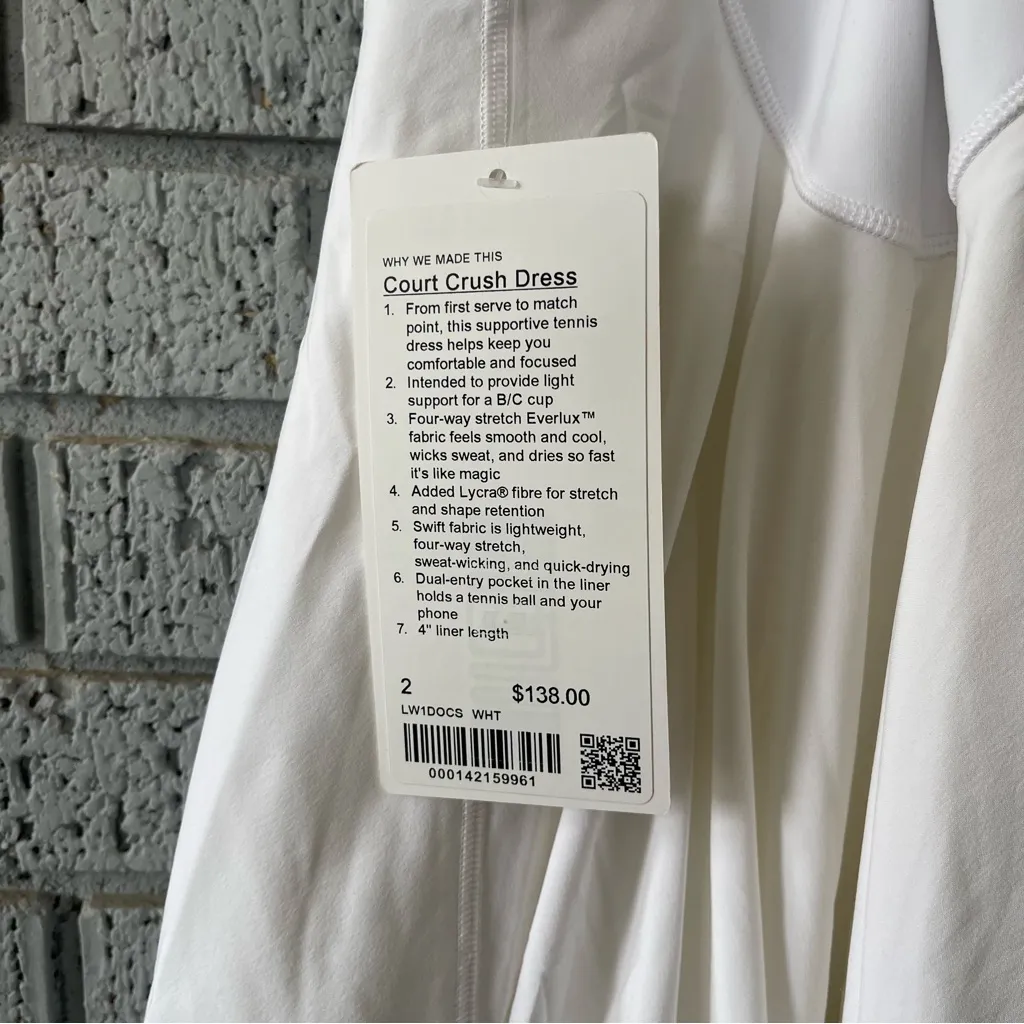 WHY WE MADE THIS
Court Crush Dress
1. From first serve to match
point, this supportive tennis
dress helps keep you
comfortable and focused
2. Intended to provide light
support for a B/C cup
3. Four-way stretch Everlux™
fabric feels smooth and cool,
wicks sweat, and dries so fast
it's like magic
4. Added Lycra® fibre for stretch
and shape retention
5. Swift fabric is lightweight,
four-way stretch,
sweat-wicking, and quick-drying
6. Dual-entry pocket in the liner
holds a tennis ball and your
phone
7. 4" liner length
2 $138.00
LW1DOCS WHT
000142159961